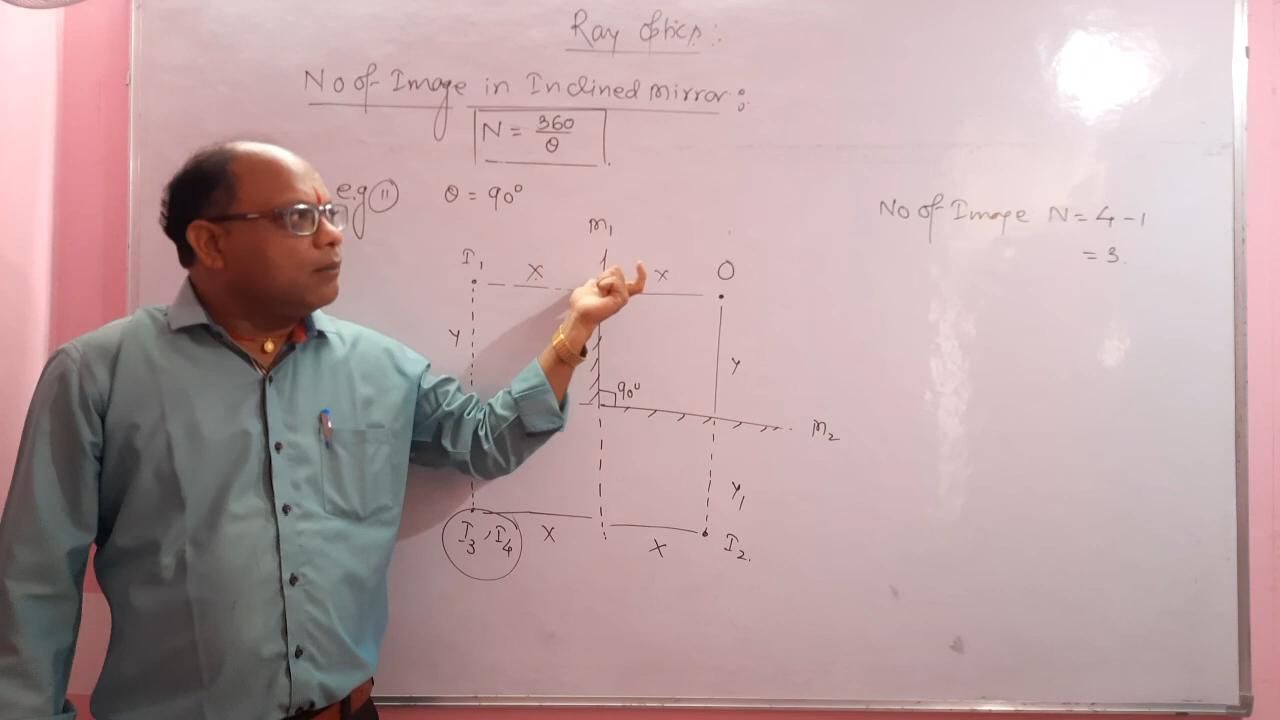 Ray Optics:
No of Image in Inclined mirror:
N = 360/θ
e.g (11) θ = 90°
No of Image N = 4 - 1
= 3.
M₁
I₁ X x O
Y Y
90°
M₂
Y₁
I₃, I₄ X X I₂.